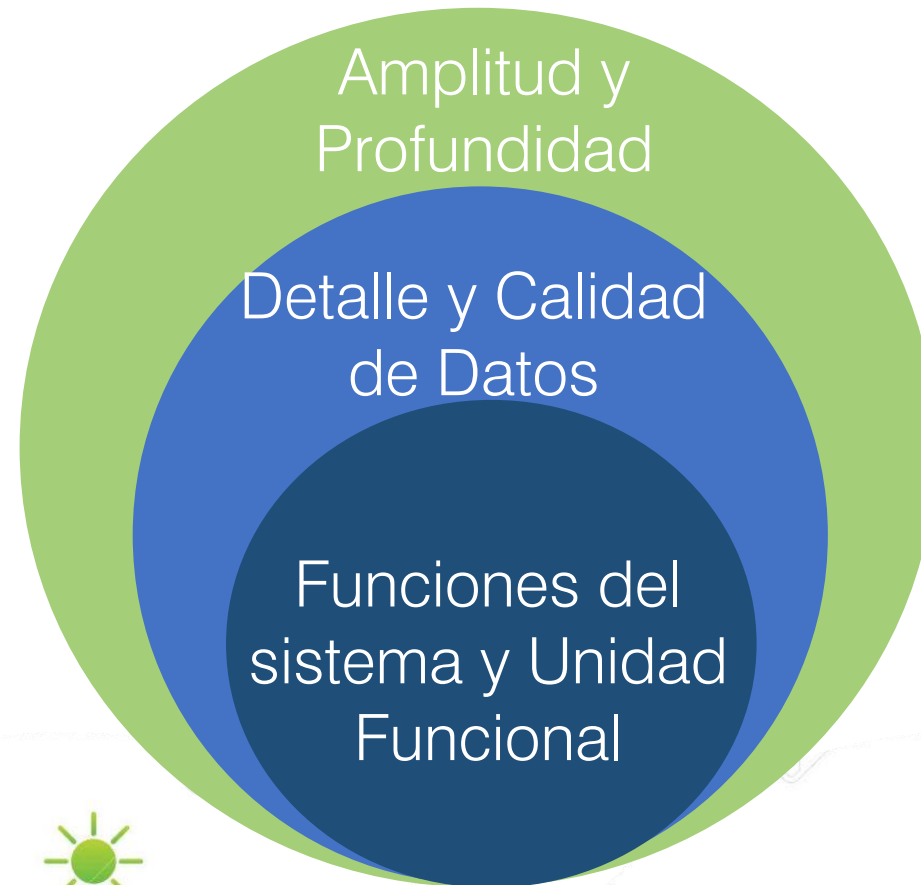 Amplitud y
Profundidad
Detalle y Calidad
de Datos
Funciones del
sistema y Unidad
Funcional